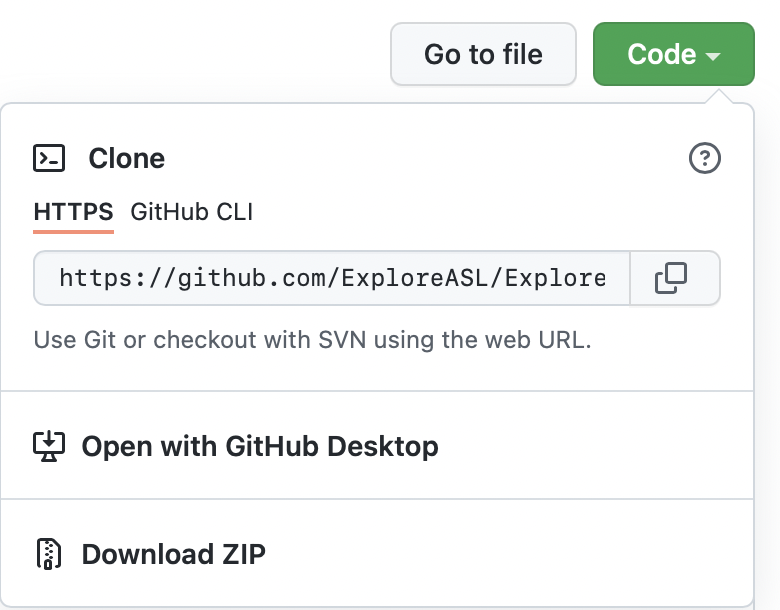 Go to file
Code
Clone
HTTPS GitHub CLI
https://github.com/ExploreASL/Explore
Use Git or checkout with SVN using the web URL.
Open with GitHub Desktop
Download ZIP